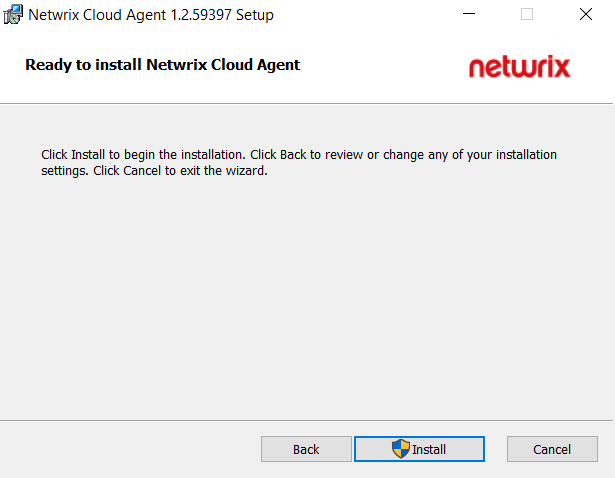 Netwrix Cloud Agent 1.2.59397 Setup
Ready to install Netwrix Cloud Agent
netwrix
Click Install to begin the installation. Click Back to review or change any of your installation
settings. Click Cancel to exit the wizard.
Back
Install
Cancel